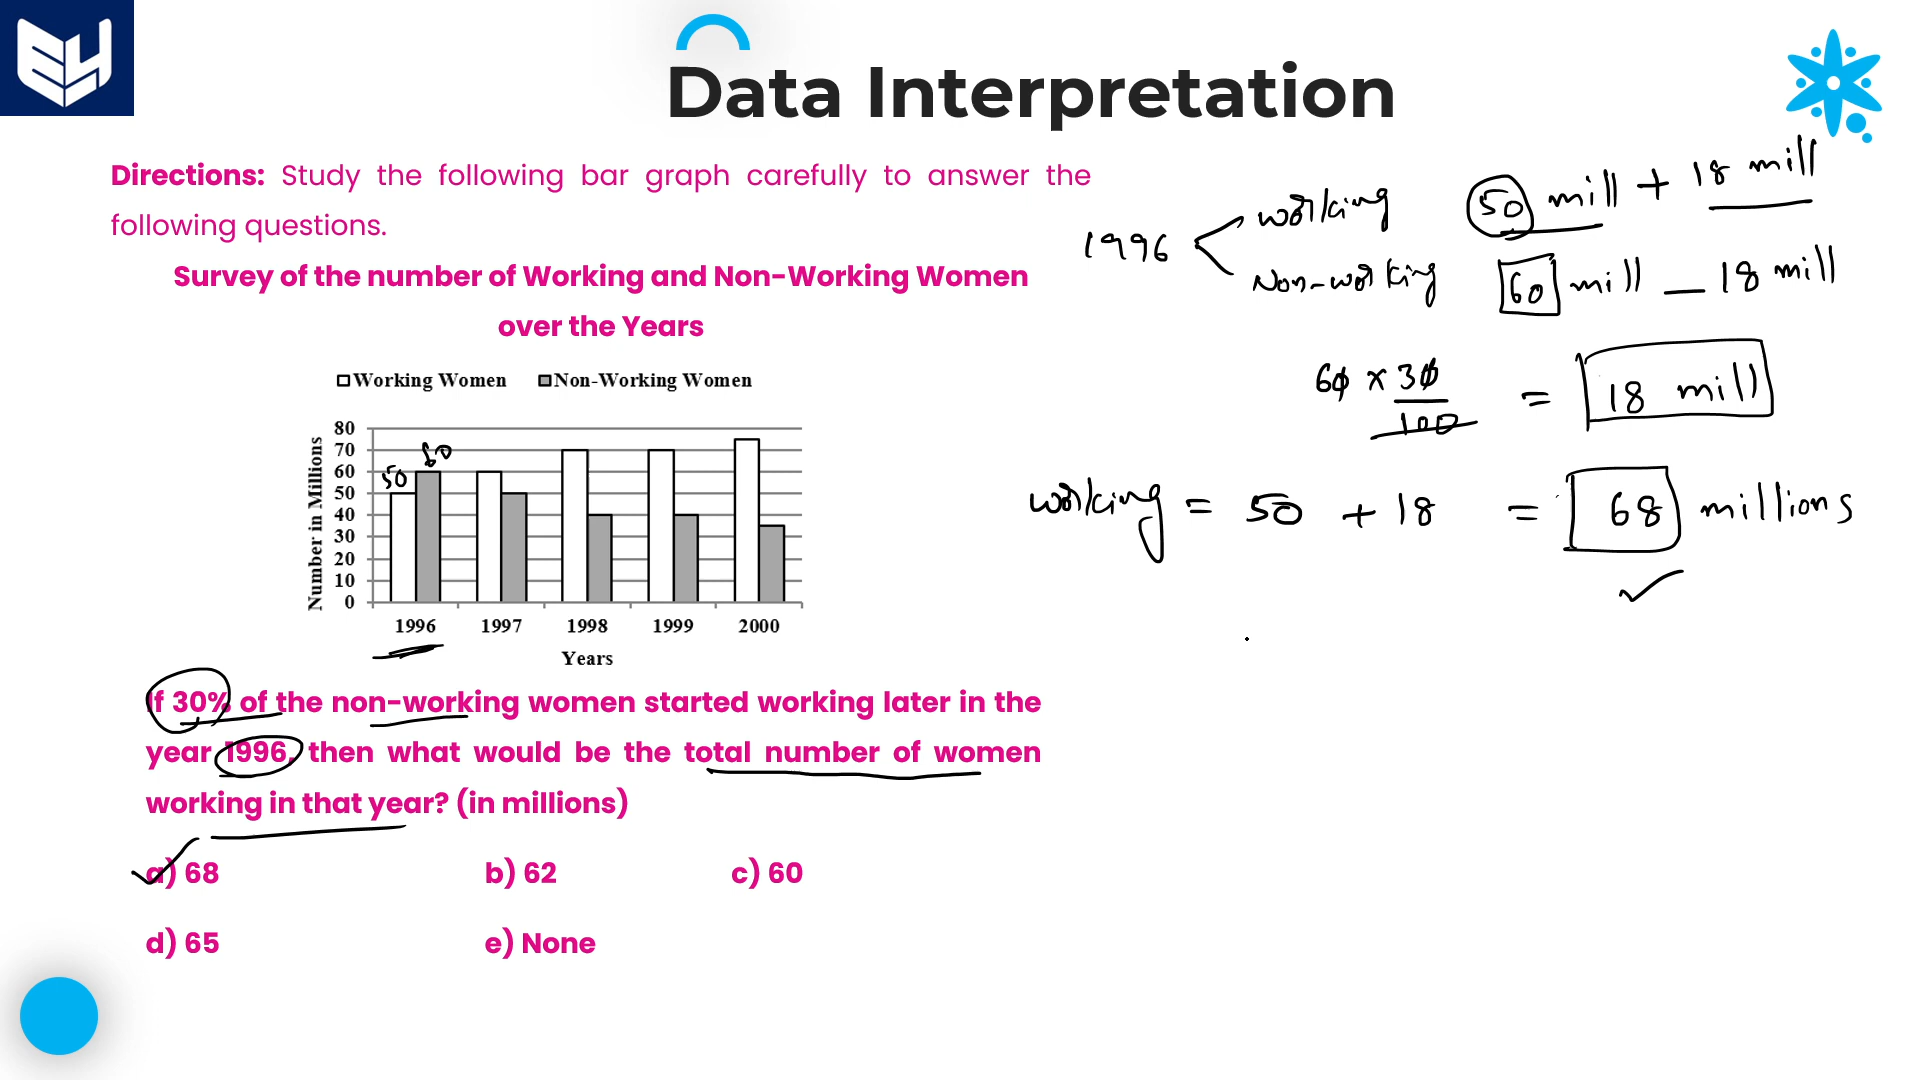 Data Interpretation
Directions: Study the following bar graph carefully to answer the
following questions.
Survey of the number of Working and Non-Working Women
over the Years
Working Women Non-Working Women
Number in Millions
80
70
60
50
40
30
20
10
0
50
1996 1997 1998 1999 2000
Years
If 30% of the non-working women started working later in the
year 1996, then what would be the total number of women
working in that year? (in millions)
a) 68 b) 62 c) 60
d) 65 e) None
1996
working 50 mill + 18 mill
Non-working 60 mill — 18 mill
60 × 30
100
= 18 mill
working = 50 + 18 = 68 millions